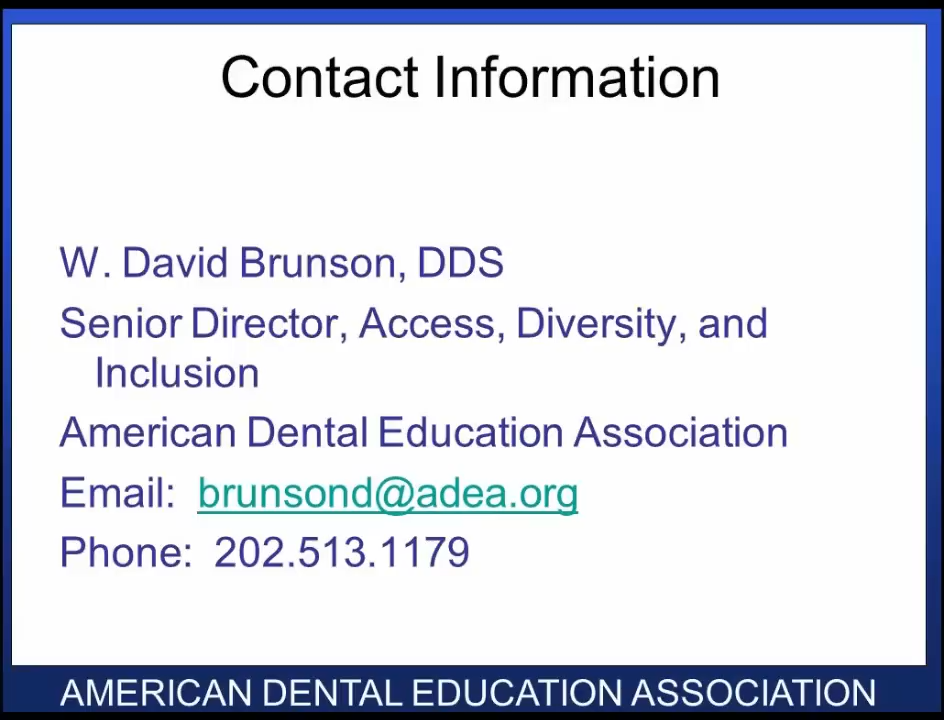 Contact Information
W. David Brunson, DDS
Senior Director, Access, Diversity, and
Inclusion
American Dental Education Association
Email: brunsond@adea.org
Phone: 202.513.1179
AMERICAN DENTAL EDUCATION ASSOCIATION